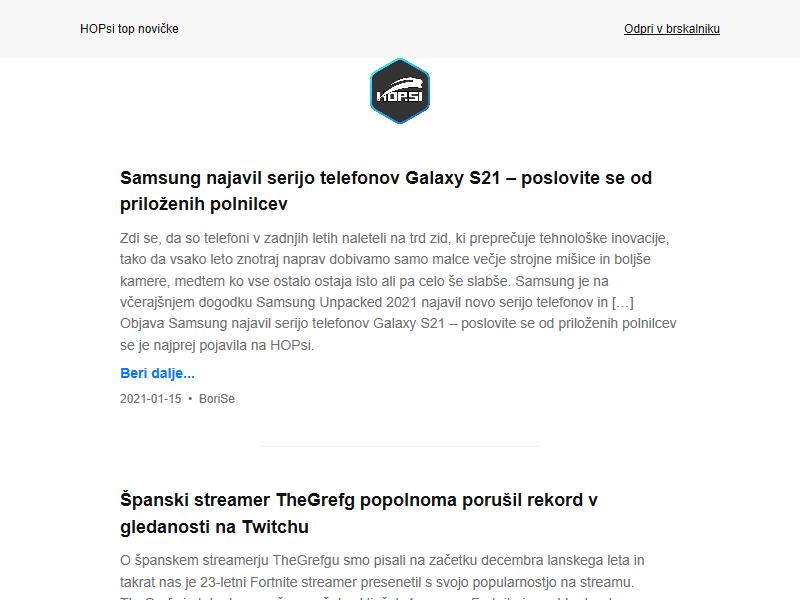 HOPsi top novičke
Odpri v brskalniku
HOPSI
Samsung najavil serijo telefonov Galaxy S21 – poslovite se od
priloženih polnilcev
Zdi se, da so telefoni v zadnjih letih naleteli na trd zid, ki preprečuje tehnološke inovacije,
tako da vsako leto znotraj naprav dobivamo samo malce večje strojne mišice in boljše
kamere, medtem ko vse ostalo ostaja isto ali pa celo še slabše. Samsung je na
včerajšnjem dogodku Samsung Unpacked 2021 najavil novo serijo telefonov in […]
Objava Samsung najavil serijo telefonov Galaxy S21 – poslovite se od priloženih polnilcev
se je najprej pojavila na HOPsi.
Beri dalje...
2021-01-15 • BoriSe
Španski streamer TheGrefg popolnoma porušil rekord v
gledanosti na Twitchu
O španskem streamerju TheGrefgu smo pisali na začetku decembra lanskega leta in
takrat nas je 23-letni Fortnite streamer presenetil s svojo popularnostjo na streamu.